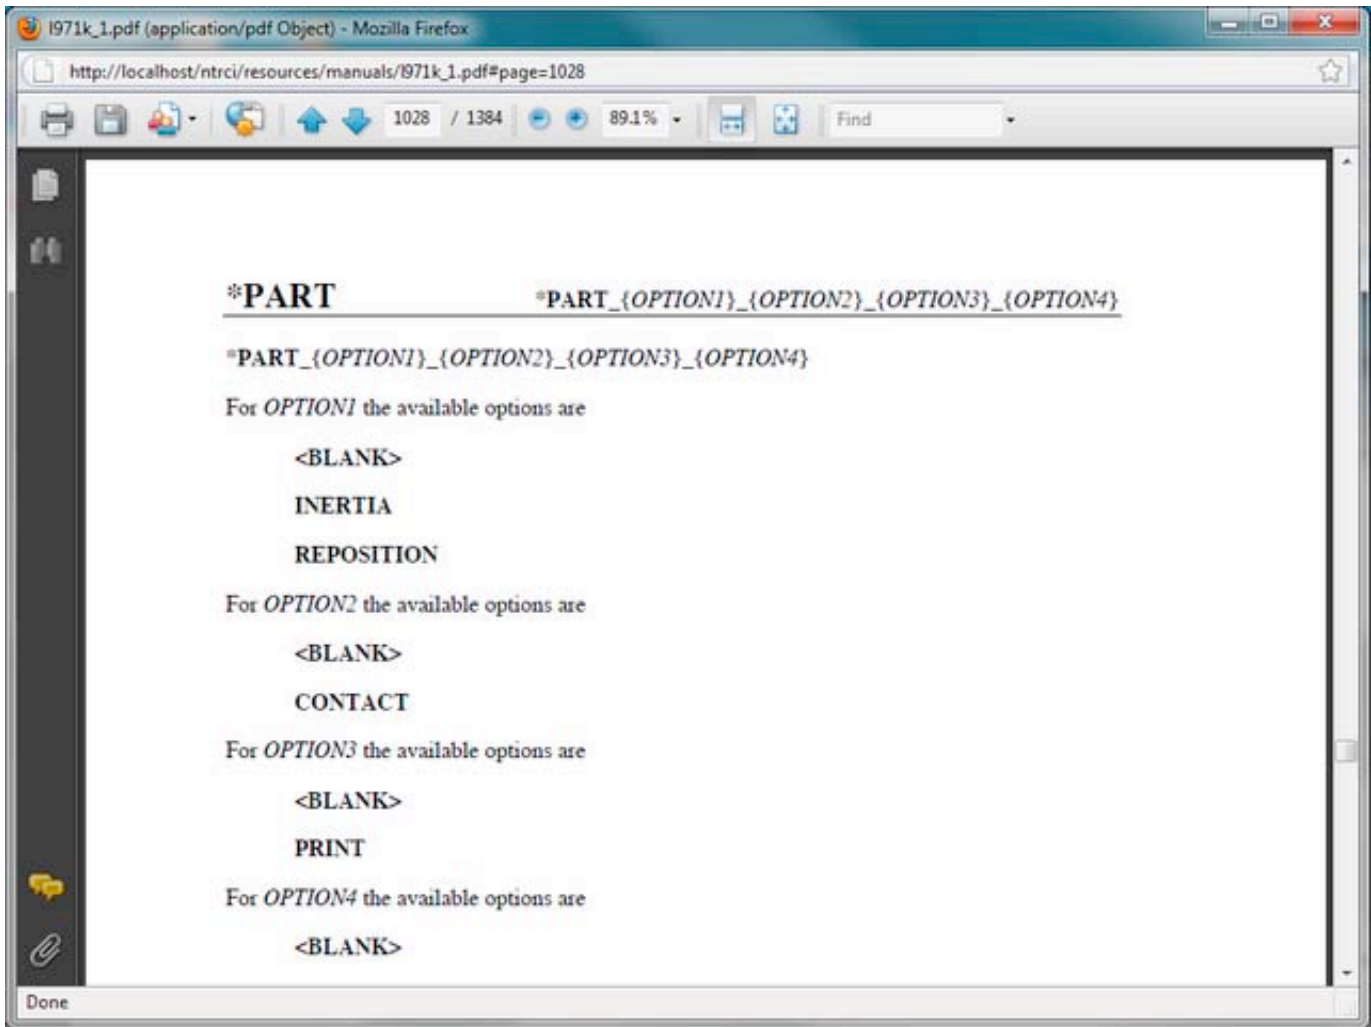 l971k_1.pdf (application/pdf Object) - Mozilla Firefox
http://localhost/ntrci/resources/manuals/l971k_1.pdf#page=1028
1028 / 1384 89.1% Find
*PART *PART_{OPTION1}_{OPTION2}_{OPTION3}_{OPTION4}
*PART_{OPTION1}_{OPTION2}_{OPTION3}_{OPTION4}
For OPTION1 the available options are
<BLANK>
INERTIA
REPOSITION
For OPTION2 the available options are
<BLANK>
CONTACT
For OPTION3 the available options are
<BLANK>
PRINT
For OPTION4 the available options are
<BLANK>
Done